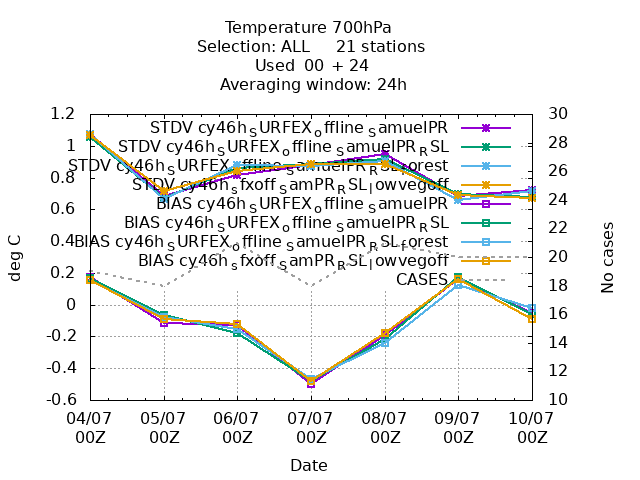 Temperature 700hPa
Selection: ALL 21 stations
Used 00 + 24
Averaging window: 24h
1.2
1
0.8
0.6
0.4
0.2
0
-0.2
-0.4
-0.6
deg C
STDV cy46h_SURFEX_offline_SamuelPR
STDV cy46h_SURFEX_offline_SamuelPR_RSL
STDV cy46h_SURFEX_offline_SamuelPR_RSL_forest
STDV cy46h_sfxoff_SamPR_RSL_lowvegoff
BIAS cy46h_SURFEX_offline_SamuelPR
BIAS cy46h_SURFEX_offline_SamuelPR_RSL
BIAS cy46h_SURFEX_offline_SamuelPR_RSL_forest
BIAS cy46h_sfxoff_SamPR_RSL_lowvegoff
CASES
30
28
26
24
22
20
18
16
14
12
10
No cases
04/07 05/07 06/07 07/07 08/07 09/07 10/07
00Z 00Z 00Z 00Z 00Z 00Z 00Z
Date